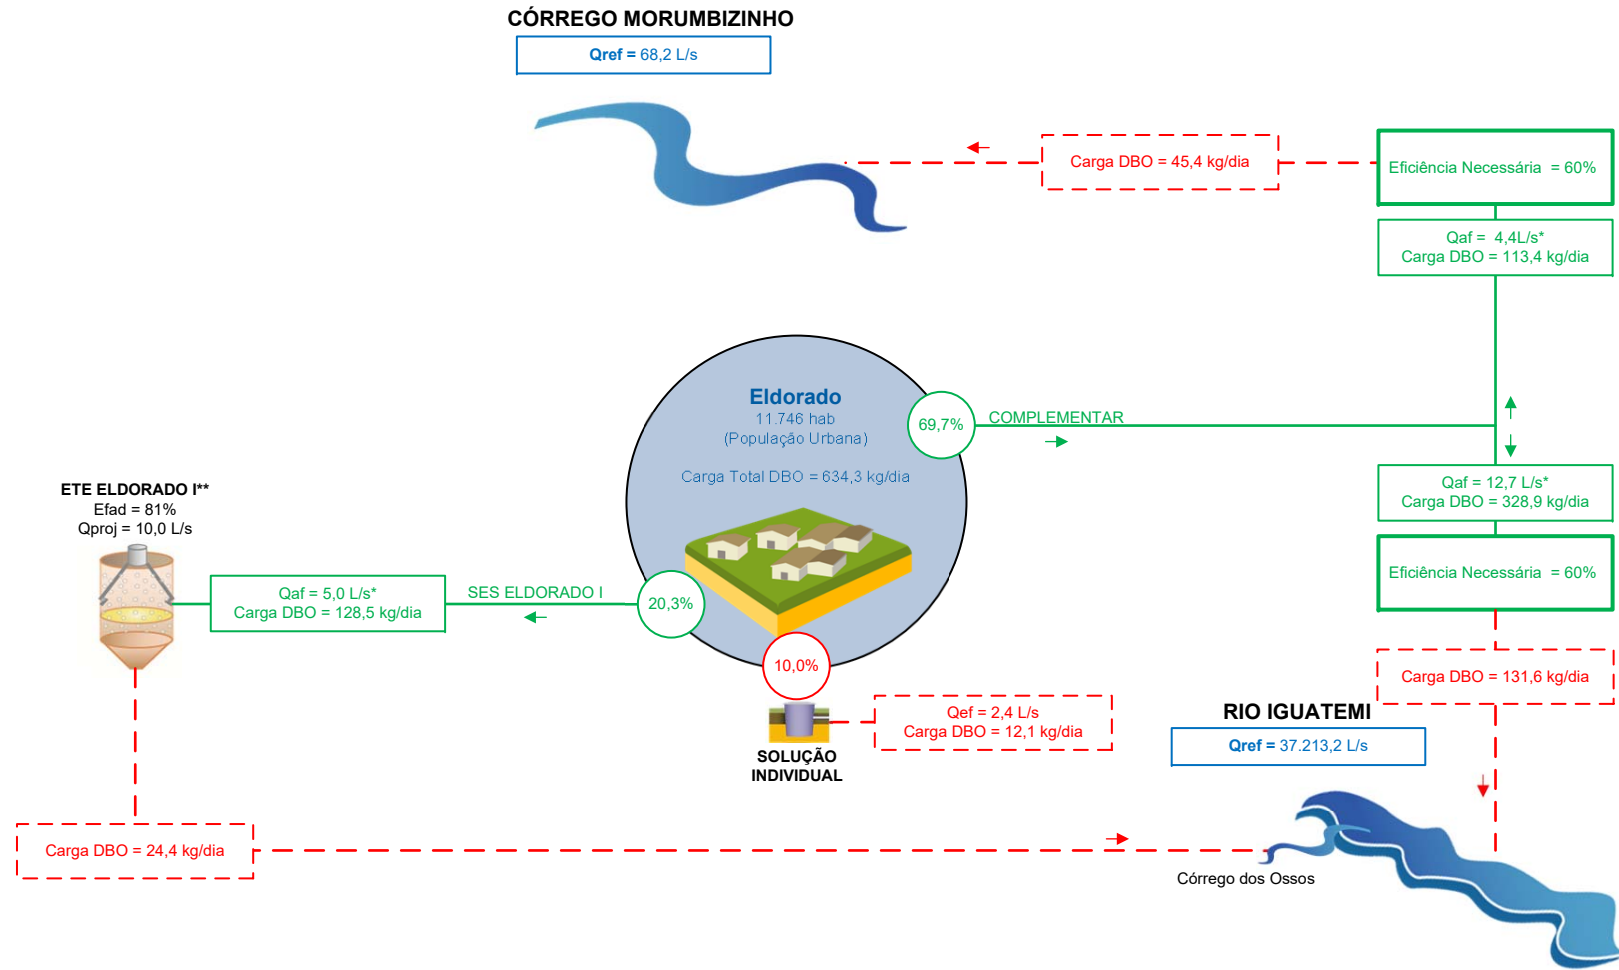 CÓRREGO MORUMBIZINHO
Qref = 68,2 L/s
Carga DBO = 45,4 kg/dia
Eficiência Necessária = 60%
Qaf = 4,4L/s*
Carga DBO = 113,4 kg/dia
Eldorado
11.746 hab
(População Urbana)
Carga Total DBO = 634,3 kg/dia
69,7%
COMPLEMENTAR
Qaf = 12,7 L/s*
Carga DBO = 328,9 kg/dia
Eficiência Necessária = 60%
Carga DBO = 131,6 kg/dia
ETE ELDORADO I**
Efad = 81%
Qproj = 10,0 L/s
Qaf = 5,0 L/s*
Carga DBO = 128,5 kg/dia
SES ELDORADO I
20,3%
10,0%
Qef = 2,4 L/s
Carga DBO = 12,1 kg/dia
SOLUÇÃO
INDIVIDUAL
RIO IGUATEMI
Qref = 37.213,2 L/s
Carga DBO = 24,4 kg/dia
Córrego dos Ossos